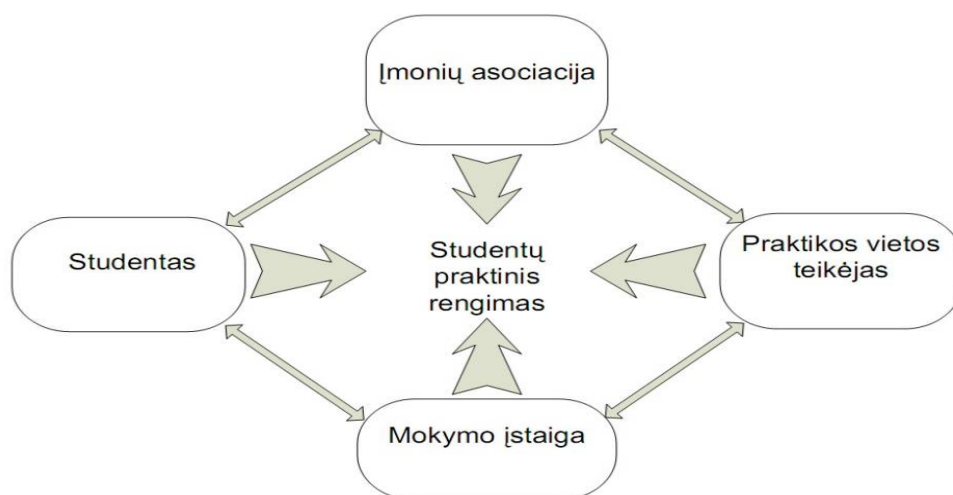 Įmonių asociacija
Studentas
Studentų
praktinis
rengimas
Praktikos vietos
teikėjas
Mokymo įstaiga